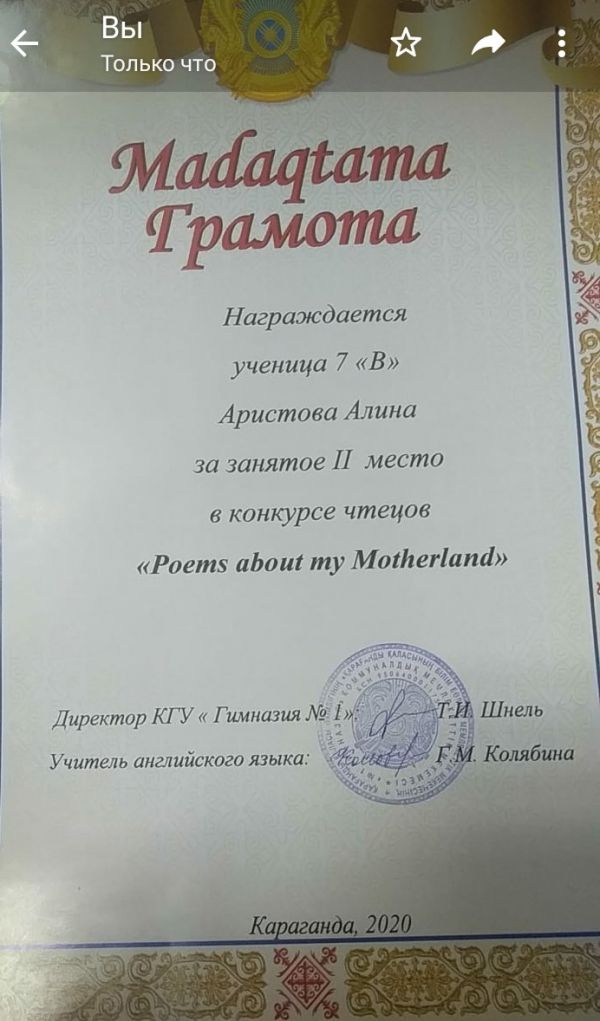 Вы
Только что
Madaqtama
Грамота
Награждается
ученица 7 «В»
Аристова Алина
за занятое II место
в конкурсе чтецов
«Poems about my Motherland»
Директор КГУ « Гимназия № 1»: Т.И. Шнель
Учитель английского языка: Г.М. Колябина
Караганда, 2020